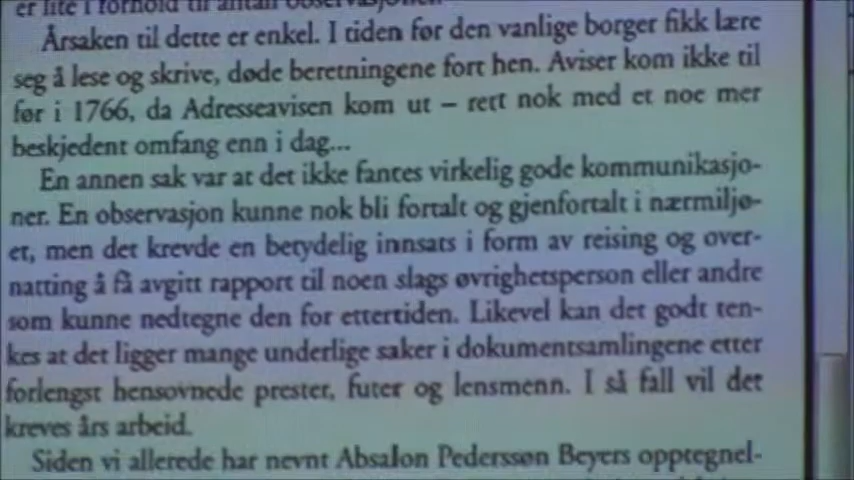 er lite i forhold til antall observasjoner.
Årsaken til dette er enkel. I tiden før den vanlige borger fikk lære
seg å lese og skrive, døde beretningene fort hen. Aviser kom ikke til
før i 1766, da Adresseavisen kom ut – rett nok med et noe mer
beskjedent omfang enn i dag...
En annen sak var at det ikke fantes virkelig gode kommunikasjo-
ner. En observasjon kunne nok bli fortalt og gjenfortalt i nærmiljø-
et, men det krevde en betydelig innsats i form av reising og over-
natting å få avgitt rapport til noen slags øvrighetsperson eller andre
som kunne nedtegne den for ettertiden. Likevel kan det godt ten-
kes at det ligger mange underlige saker i dokumentsamlingene etter
forlengst hensovnede prester, futer og lensmenn. I så fall vil det
kreves års arbeid.
Siden vi allerede har nevnt Absalon Pederssøn Beyers opptegnel-